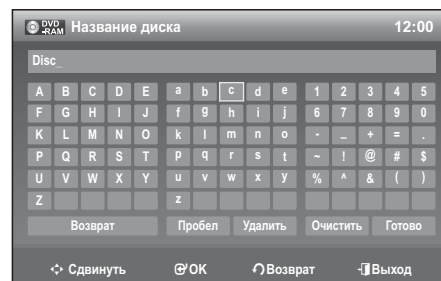 DVD-RAM Название диска 12:00
Disc_
A B C D E a b c d e 1 2 3 4 5
F G H I J f g h i j 6 7 8 9 0
K L M N O k l m n o - _ + = .
P Q R S T p q r s t ~ ! @ # $
U V W X Y u v w x y % ^ & ( )
Z z
Возврат Пробел Удалить Очистить Готово
Сдвинуть OK Возврат Выход